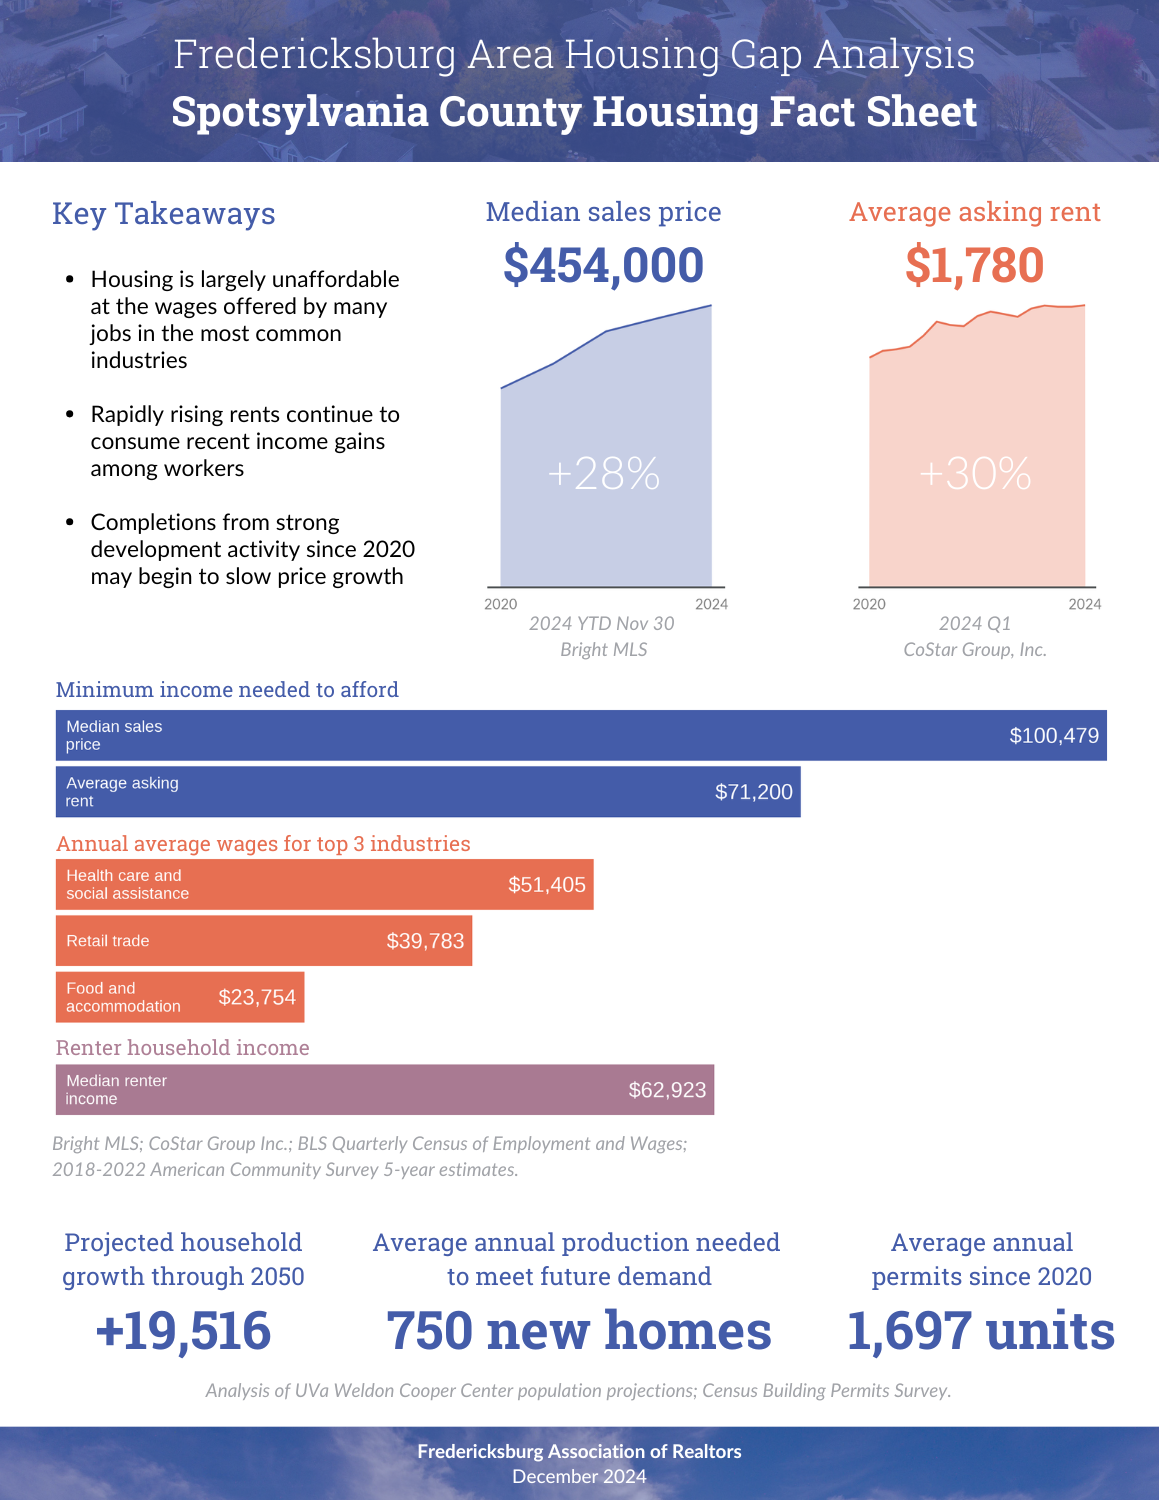 Fredericksburg Area Housing Gap Analysis
Spotsylvania County Housing Fact Sheet
Key Takeaways
• Housing is largely unaffordable
at the wages offered by many
jobs in the most common
industries
• Rapidly rising rents continue to
consume recent income gains
among workers
• Completions from strong
development activity since 2020
may begin to slow price growth
Median sales price
$454,000
+28%
2020 2024
2024 YTD Nov 30
Bright MLS
Average asking rent
$1,780
+30%
2020 2024
2024 Q1
CoStar Group, Inc.
Minimum income needed to afford
Median sales
price
$100,479
Average asking
rent
$71,200
Annual average wages for top 3 industries
Health care and
social assistance
$51,405
Retail trade
$39,783
Food and
accommodation
$23,754
Renter household income
Median renter
income
$62,923
Bright MLS; CoStar Group Inc.; BLS Quarterly Census of Employment and Wages;
2018-2022 American Community Survey 5-year estimates.
Projected household
growth through 2050
+19,516
Average annual production needed
to meet future demand
750 new homes
Average annual
permits since 2020
1,697 units
Analysis of UVa Weldon Cooper Center population projections; Census Building Permits Survey.
Fredericksburg Association of Realtors
December 2024